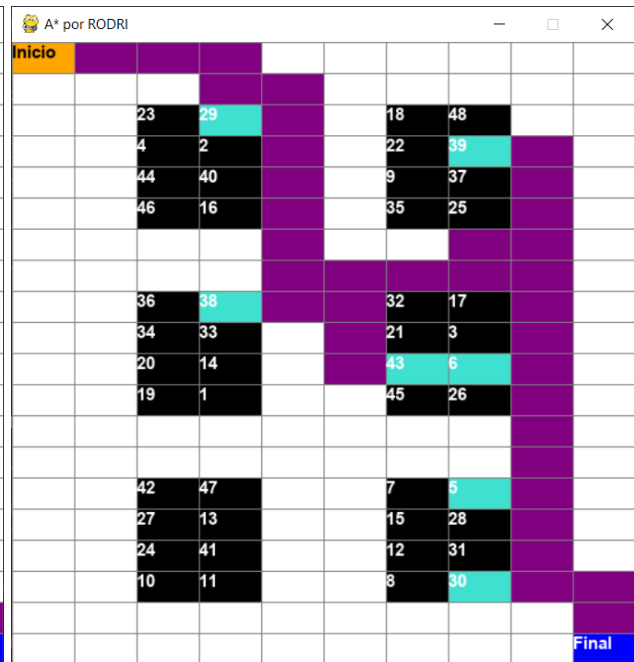 A* por RODRI
Inicio
23 29 18 48
4 2 22 39
44 40 9 37
46 16 35 25
36 38 32 17
34 33 21 3
20 14 43 6
19 1 45 26
42 47 7 5
27 13 15 28
24 41 12 31
10 11 8 30
Final